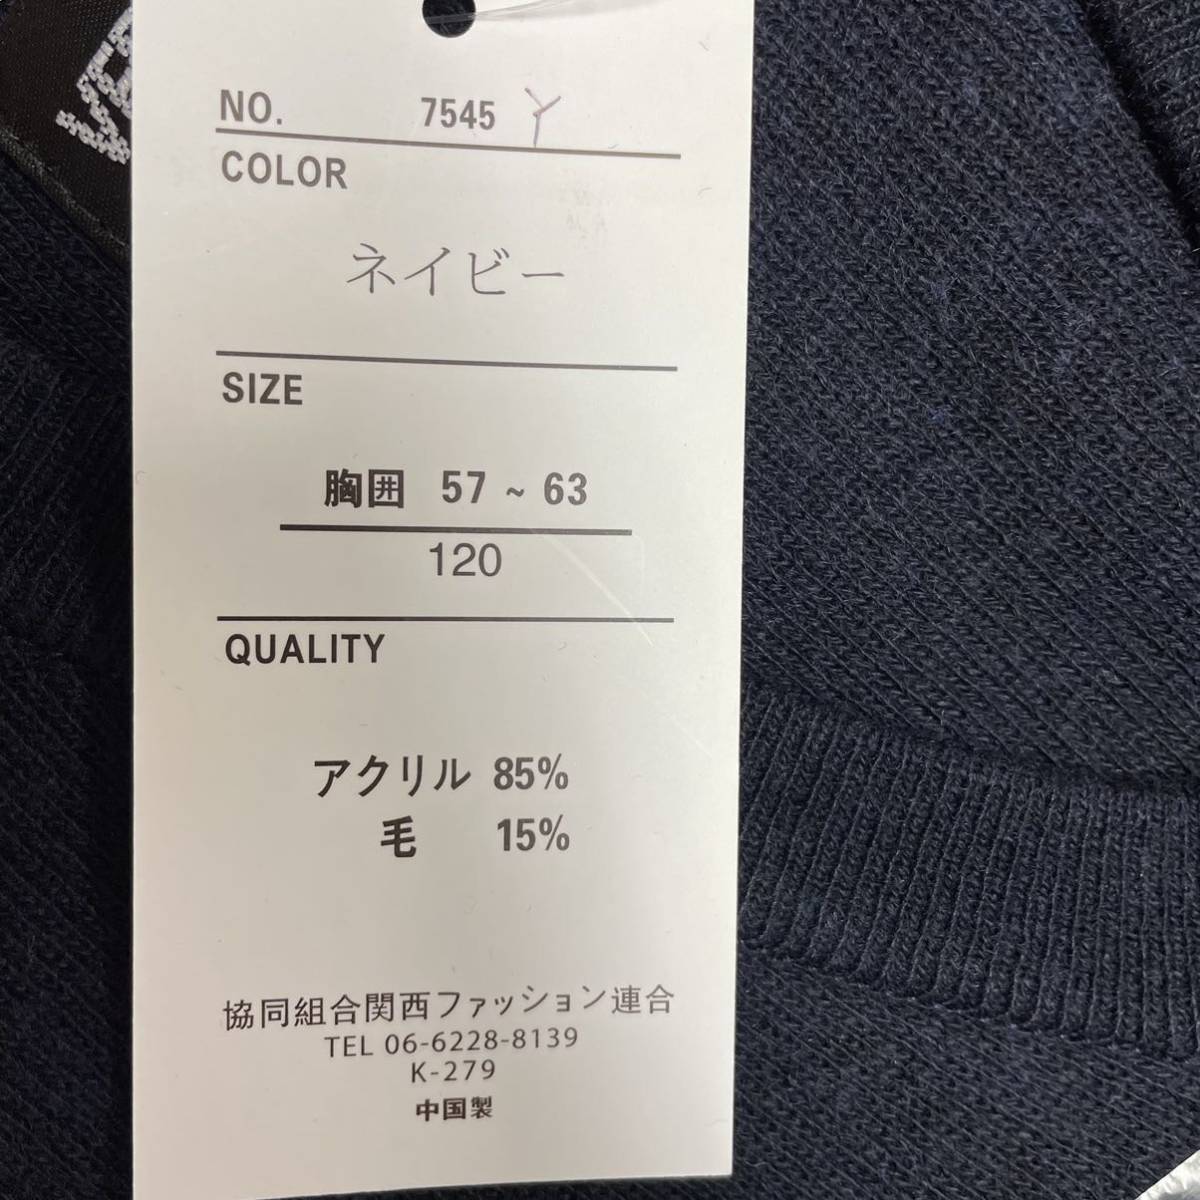 NO. 7545 Y
COLOR
ネイビー
SIZE
胸囲 57 ~ 63
120
QUALITY
アクリル 85%
毛 15%
協同組合関西ファッション連合
TEL 06-6228-8139
K-279
中国製